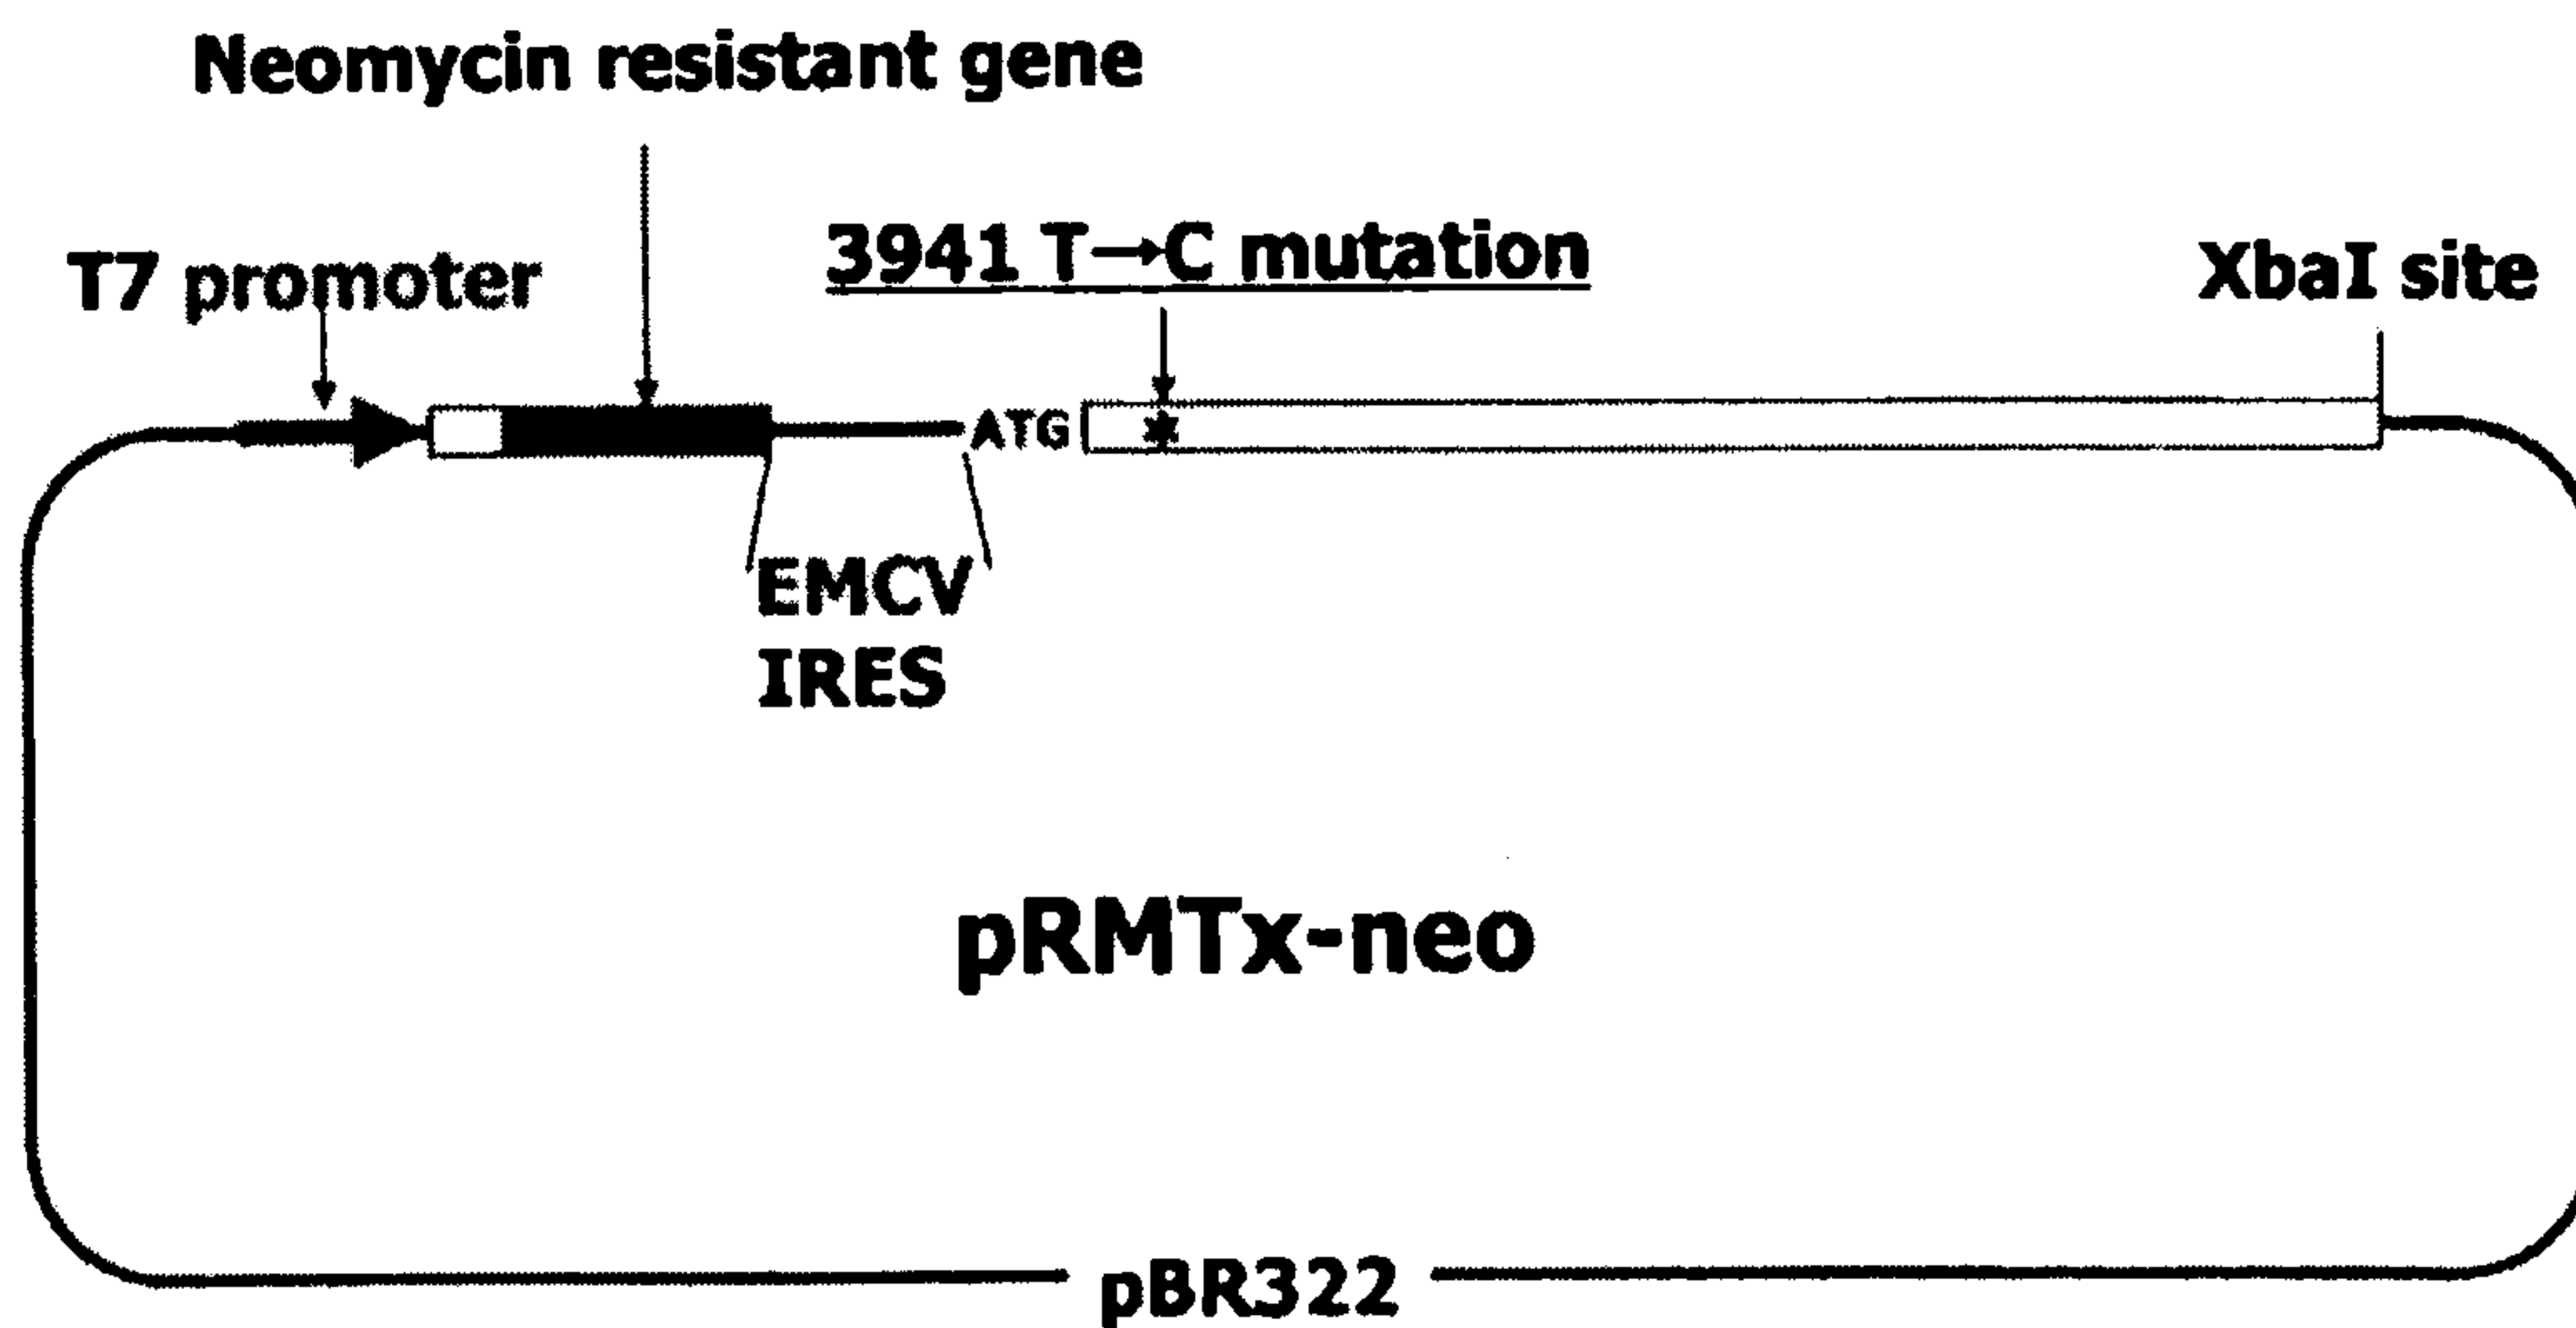 Neomycin resistant gene
3941 T→C mutation
T7 promoter
XbaI site
ATG
EMCV
IRES
pRMTx-neo
pBR322